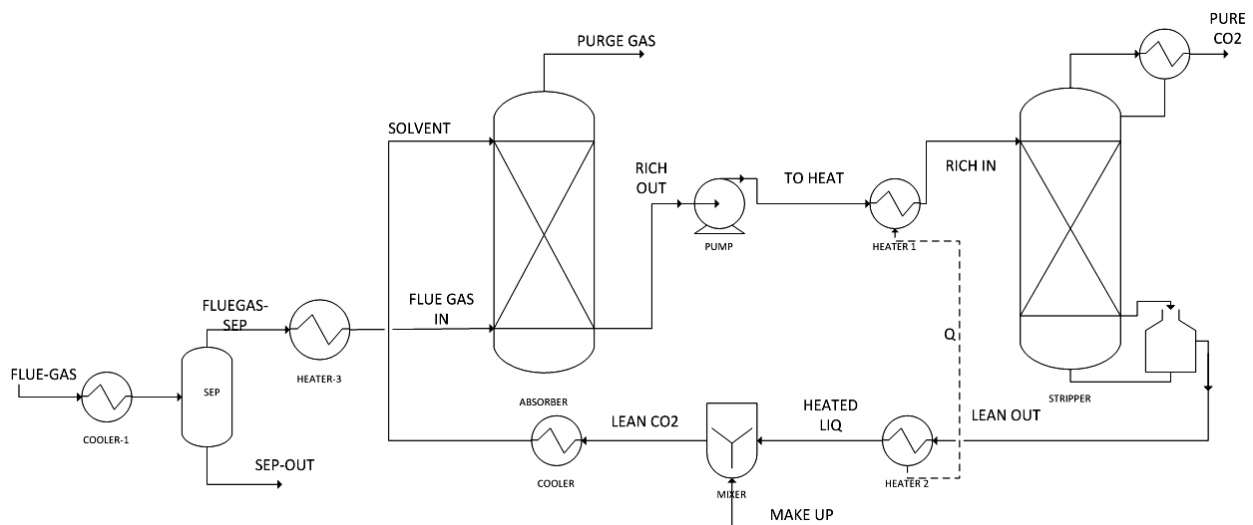 PURE
CO2
PURGE GAS
SOLVENT
RICH
OUT
TO HEAT
RICH IN
PUMP
HEATER 1
FLUEGAS-
SEP
FLUE GAS
IN
Q
FLUE-GAS
HEATER-3
SEP
COOLER-1
ABSORBER
STRIPPER
LEAN CO2
HEATED
LIQ
LEAN OUT
SEP-OUT
COOLER
MIXER
HEATER 2
MAKE UP